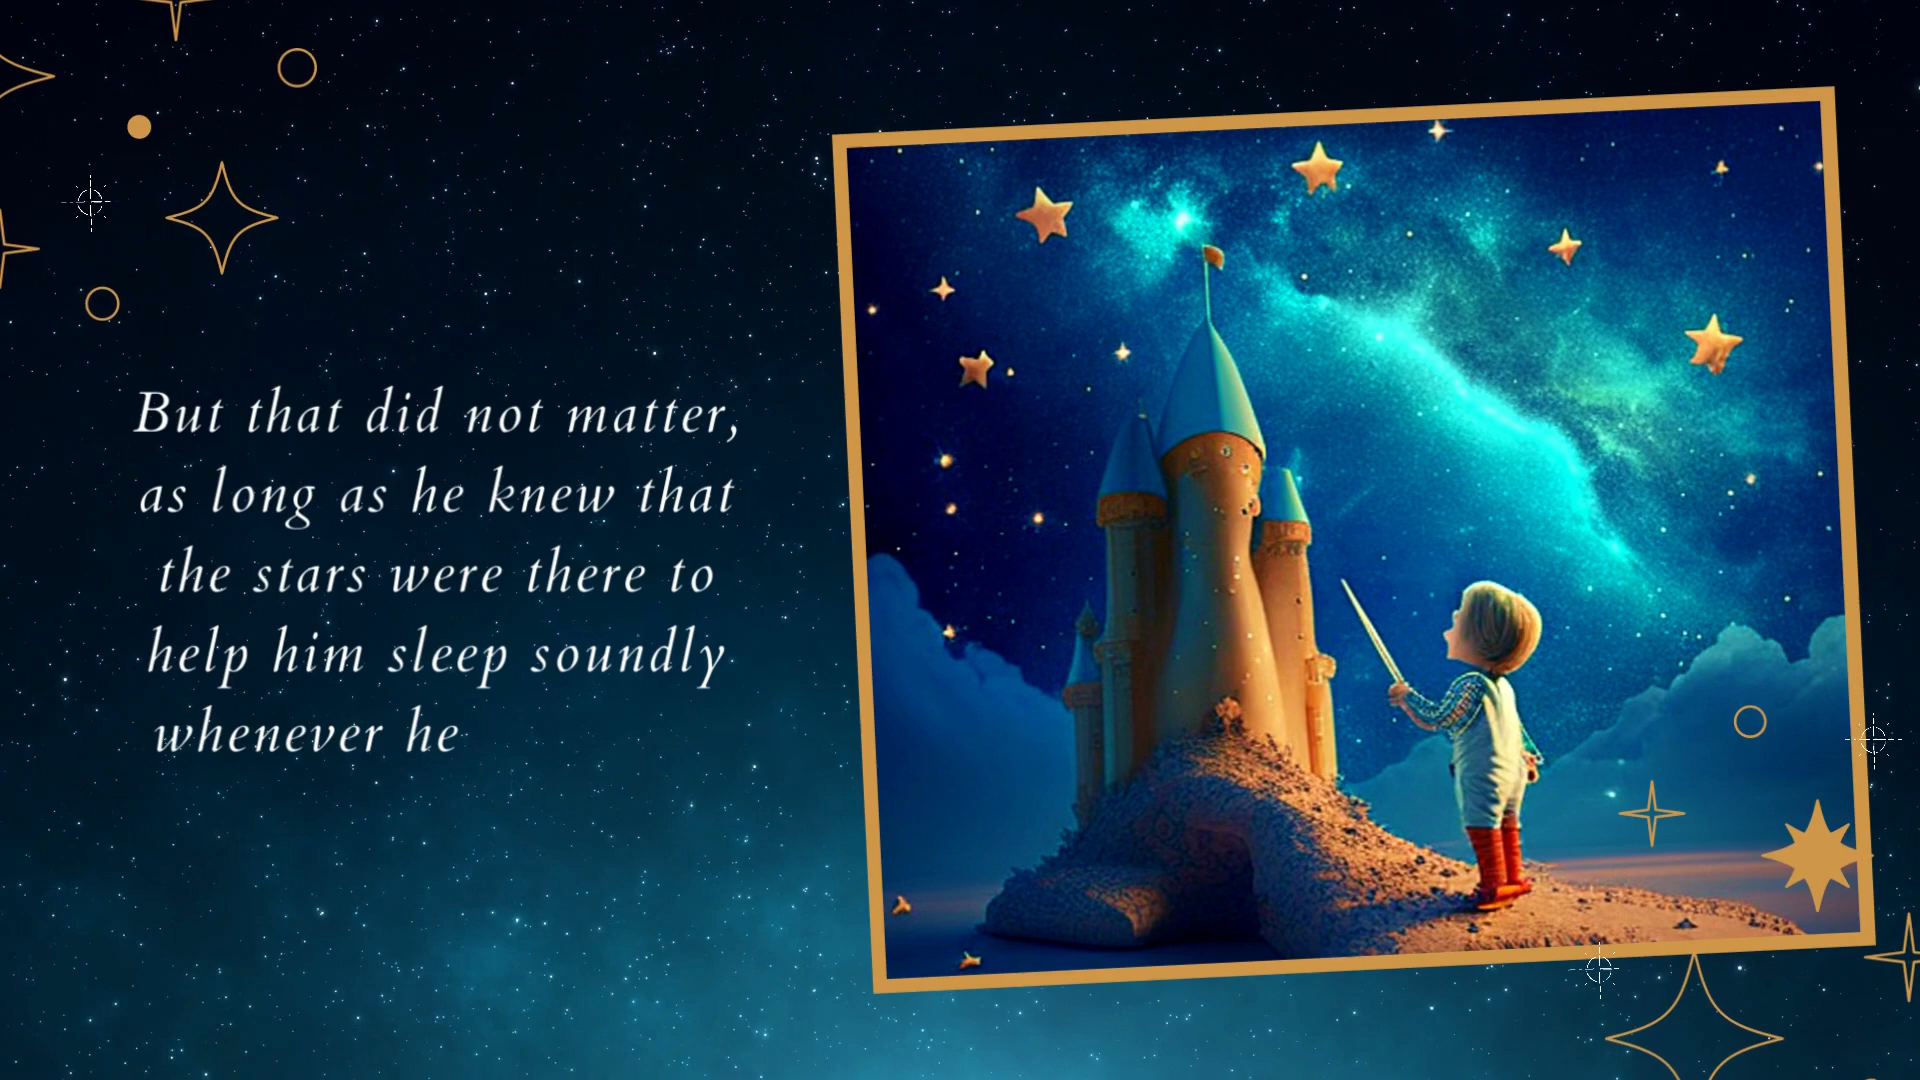 But that did not matter,
as long as he knew that
the stars were there to
help him sleep soundly
whenever he